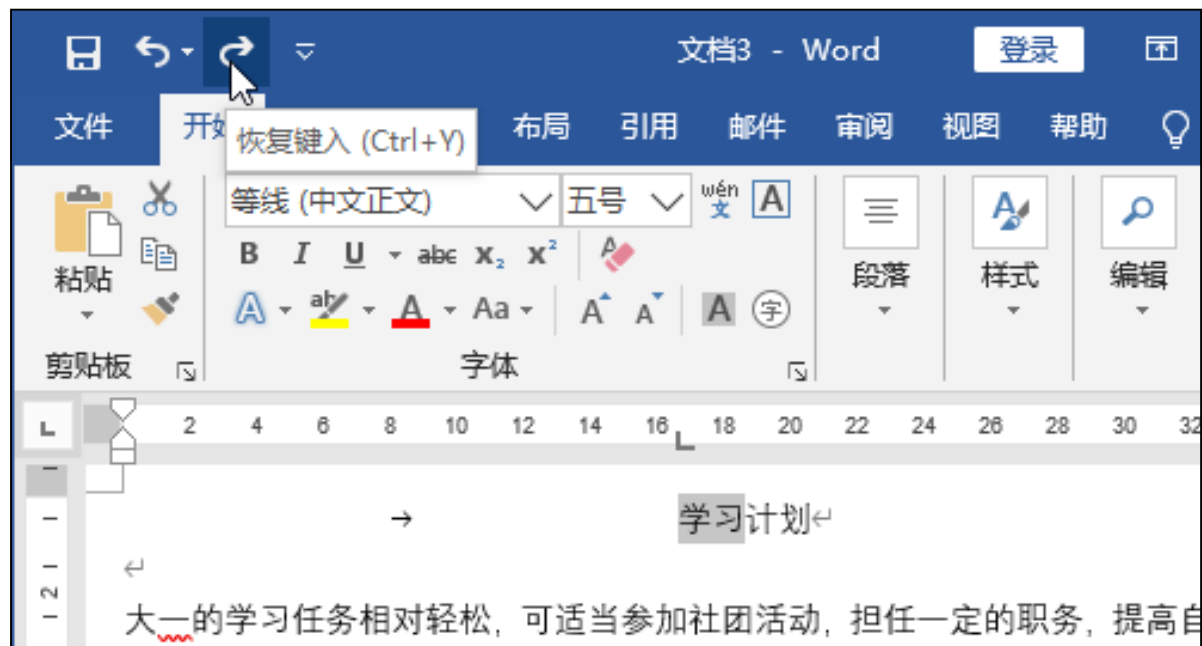 文档3 - Word 登录
文件 开始 布局 引用 邮件 审阅 视图 帮助
恢复键入 (Ctrl+Y)
等线 (中文正文) 五号 wén 文 A
B I U abc X₂ X² A
粘贴 段落 样式 编辑
A aby A Aa A A A 字
剪贴板 字体
L 2 4 6 8 10 12 14 16 18 20 22 24 26 28 30 32
→ 学习计划↵
↵
2
大一的学习任务相对轻松，可适当参加社团活动，担任一定的职务，提高自